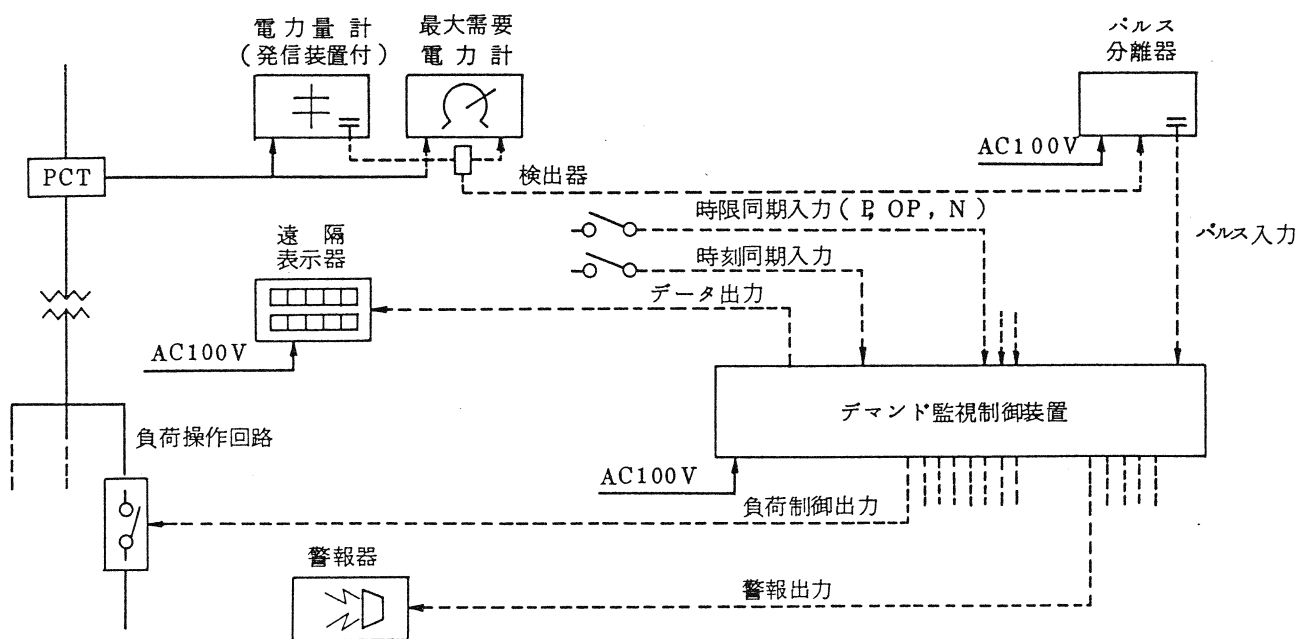 電力量計
(発信装置付)
最大需要
電力計
パルス
分離器
AC100V
PCT
検出器
時限同期入力(P, OP, N)
パルス入力
遠隔
表示器
時刻同期入力
データ出力
AC100V
デマンド監視制御装置
負荷操作回路
AC100V
負荷制御出力
警報器
警報出力